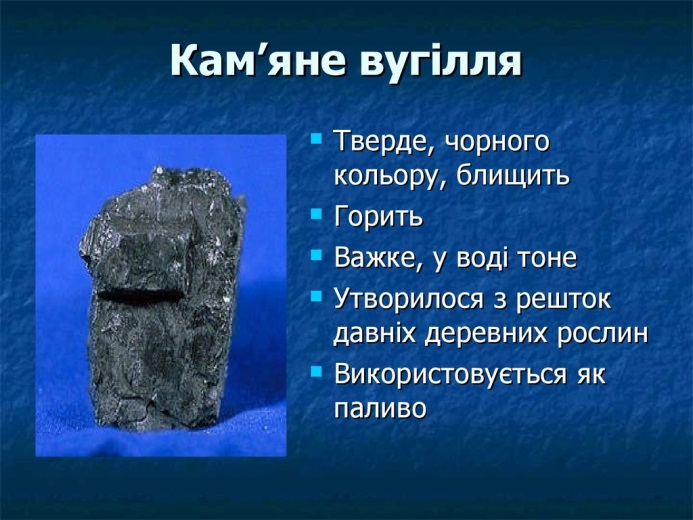 Кам’яне вугілля
Тверде, чорного
кольору, блищить
Горить
Важке, у воді тоне
Утворилося з решток
давніх деревних рослин
Використовується як
паливо